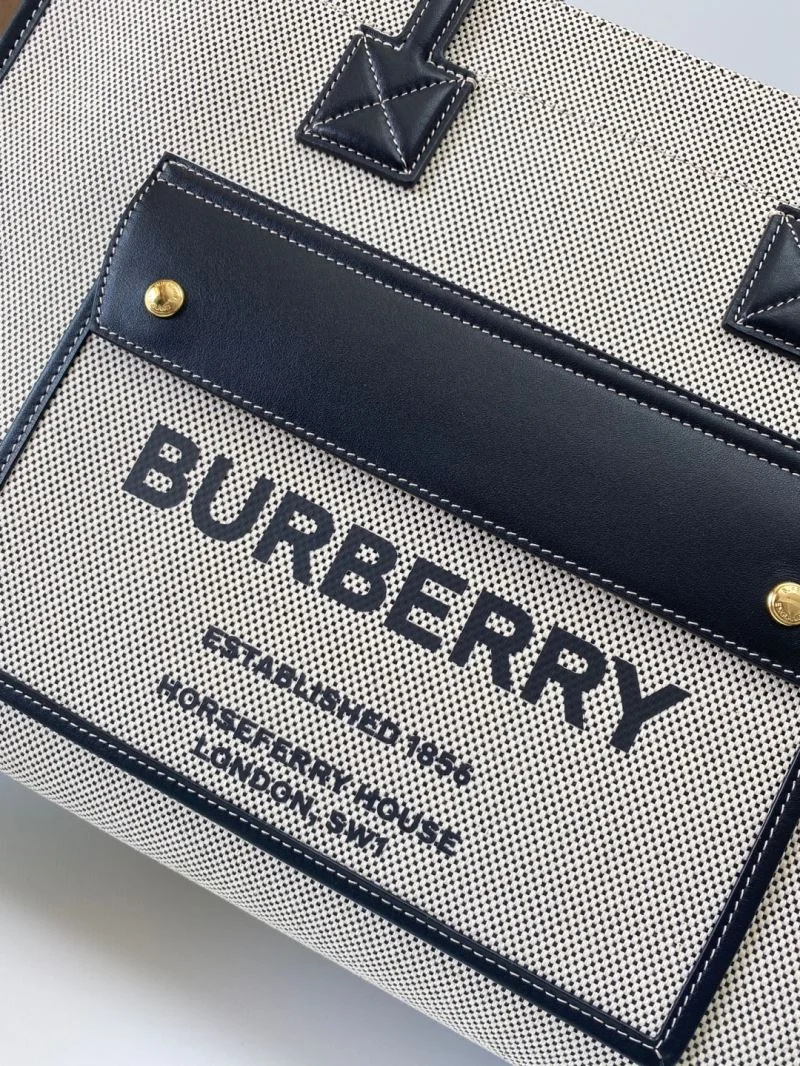 BURBERRY
ESTABLISHED 1856
HORSEFERRY HOUSE
LONDON, SW1